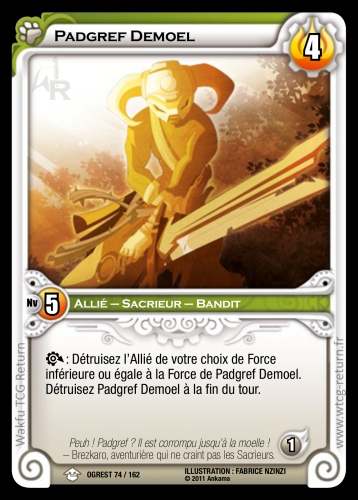 Padgref Demoel
4
R
Nv 5 Allié – Sacrieur – Bandit
: Détruisez l'Allié de votre choix de Force
inférieure ou égale à la Force de Padgref Demoel.
Détruisez Padgref Demoel à la fin du tour.
Peuh ! Padgref ? Il est corrompu jusqu'à la moelle !
– Brezkaro, aventurière qui ne craint pas les Sacrieurs.
1
OGREST 74 / 162
ILLUSTRATION : FABRICE NZINZI
© 2011 Ankama
Wakfu TCG Return
www.wtcg-return.fr